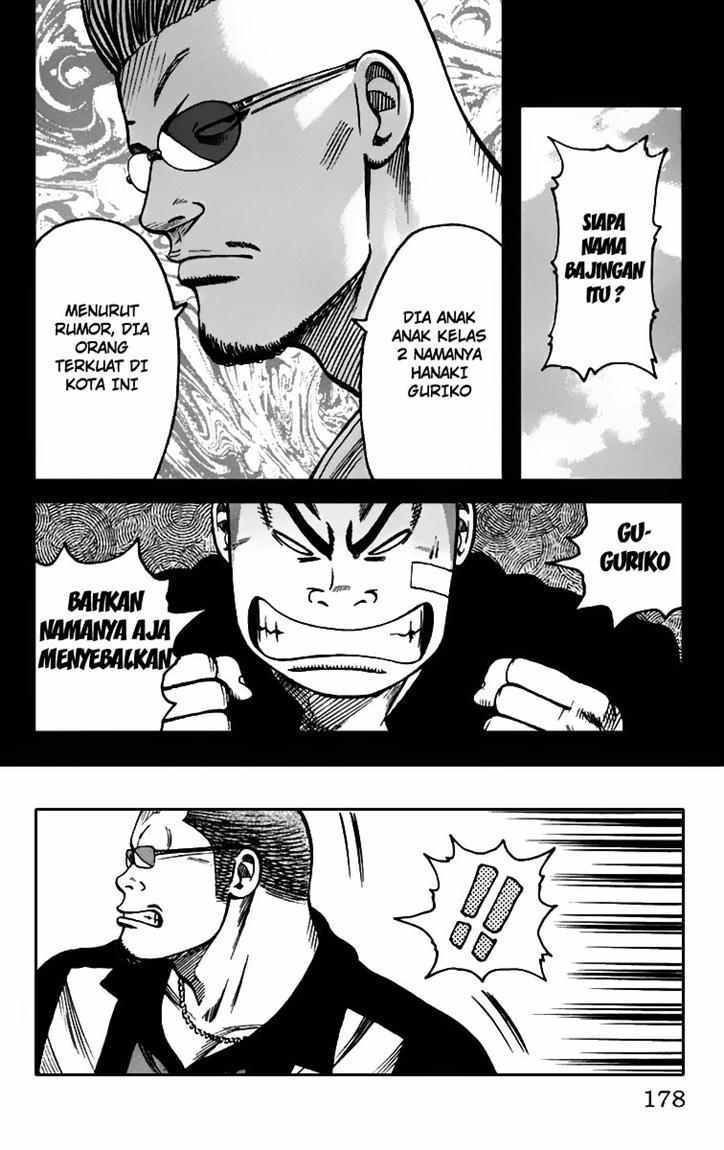 SIAPA
NAMA
BAJINGAN
ITU ?
DIA ANAK
ANAK KELAS
2 NAMANYA
HANAKI
GURIKO
MENURUT
RUMOR, DIA
ORANG
TERKUAT DI
KOTA INI
GU-
GURIKO
BAHKAN
NAMANYA AJA
MENYEBALKAN
!!
178